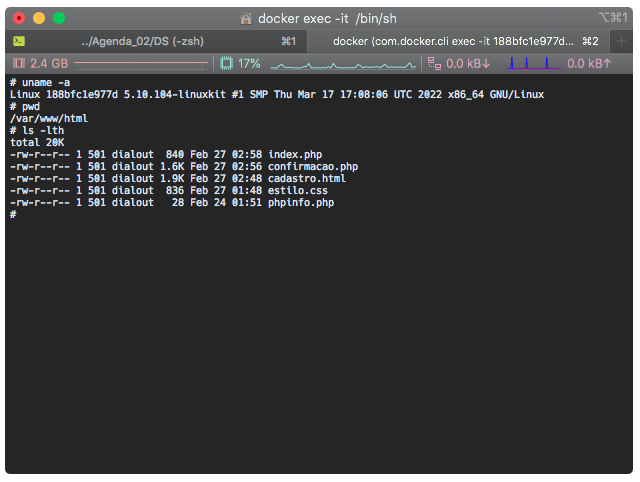 docker exec -it /bin/sh
⌥⌘1
../Agenda_02/DS (-zsh) ⌘1
docker (com.docker.cli exec -it 188bfc1e977d... ⌘2
+
2.4 GB 17% 0.0 kB↓ 0.0 kB↑
# uname -a
Linux 188bfc1e977d 5.10.104-linuxkit #1 SMP Thu Mar 17 17:08:06 UTC 2022 x86_64 GNU/Linux
# pwd
/var/www/html
# ls -lth
total 20K
-rw-r--r-- 1 501 dialout  840 Feb 27 02:58 index.php
-rw-r--r-- 1 501 dialout 1.6K Feb 27 02:56 confirmacao.php
-rw-r--r-- 1 501 dialout 1.9K Feb 27 02:48 cadastro.html
-rw-r--r-- 1 501 dialout  836 Feb 27 01:48 estilo.css
-rw-r--r-- 1 501 dialout   28 Feb 24 01:51 phpinfo.php
#